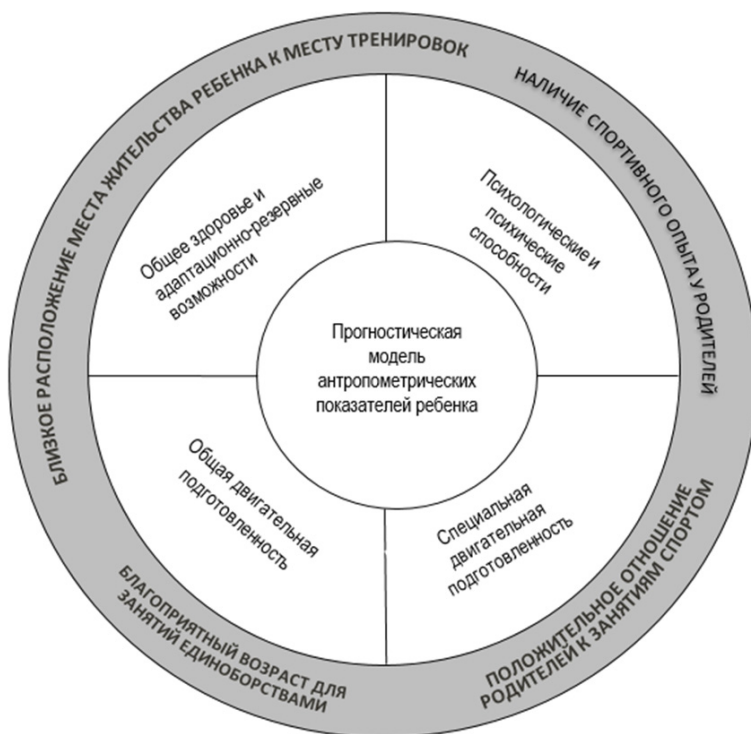 БЛИЗКОЕ РАСПОЛОЖЕНИЕ МЕСТА ЖИТЕЛЬСТВА РЕБЕНКА К МЕСТУ ТРЕНИРОВОК
НАЛИЧИЕ СПОРТИВНОГО ОПЫТА У РОДИТЕЛЕЙ
Общее здоровье и
адаптационно-резервные
возможности
Психологические и
психические
способности
Прогностическая
модель
антропометрических
показателей ребенка
Общая двигательная
подготовленность
Специальная
двигательная
подготовленность
БЛАГОПРИЯТНЫЙ ВОЗРАСТ ДЛЯ
ЗАНЯТИЙ ЕДИНОБОРСТВАМИ
ПОЛОЖИТЕЛЬНОЕ ОТНОШЕНИЕ
РОДИТЕЛЕЙ К ЗАНЯТИЯМ СПОРТОМ